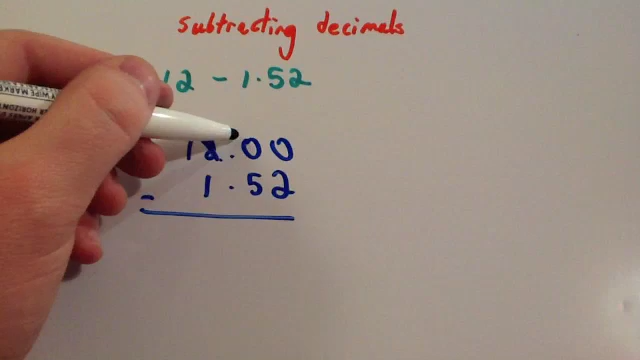 subtracting decimals
12 - 1.52
12.00
- 1.52